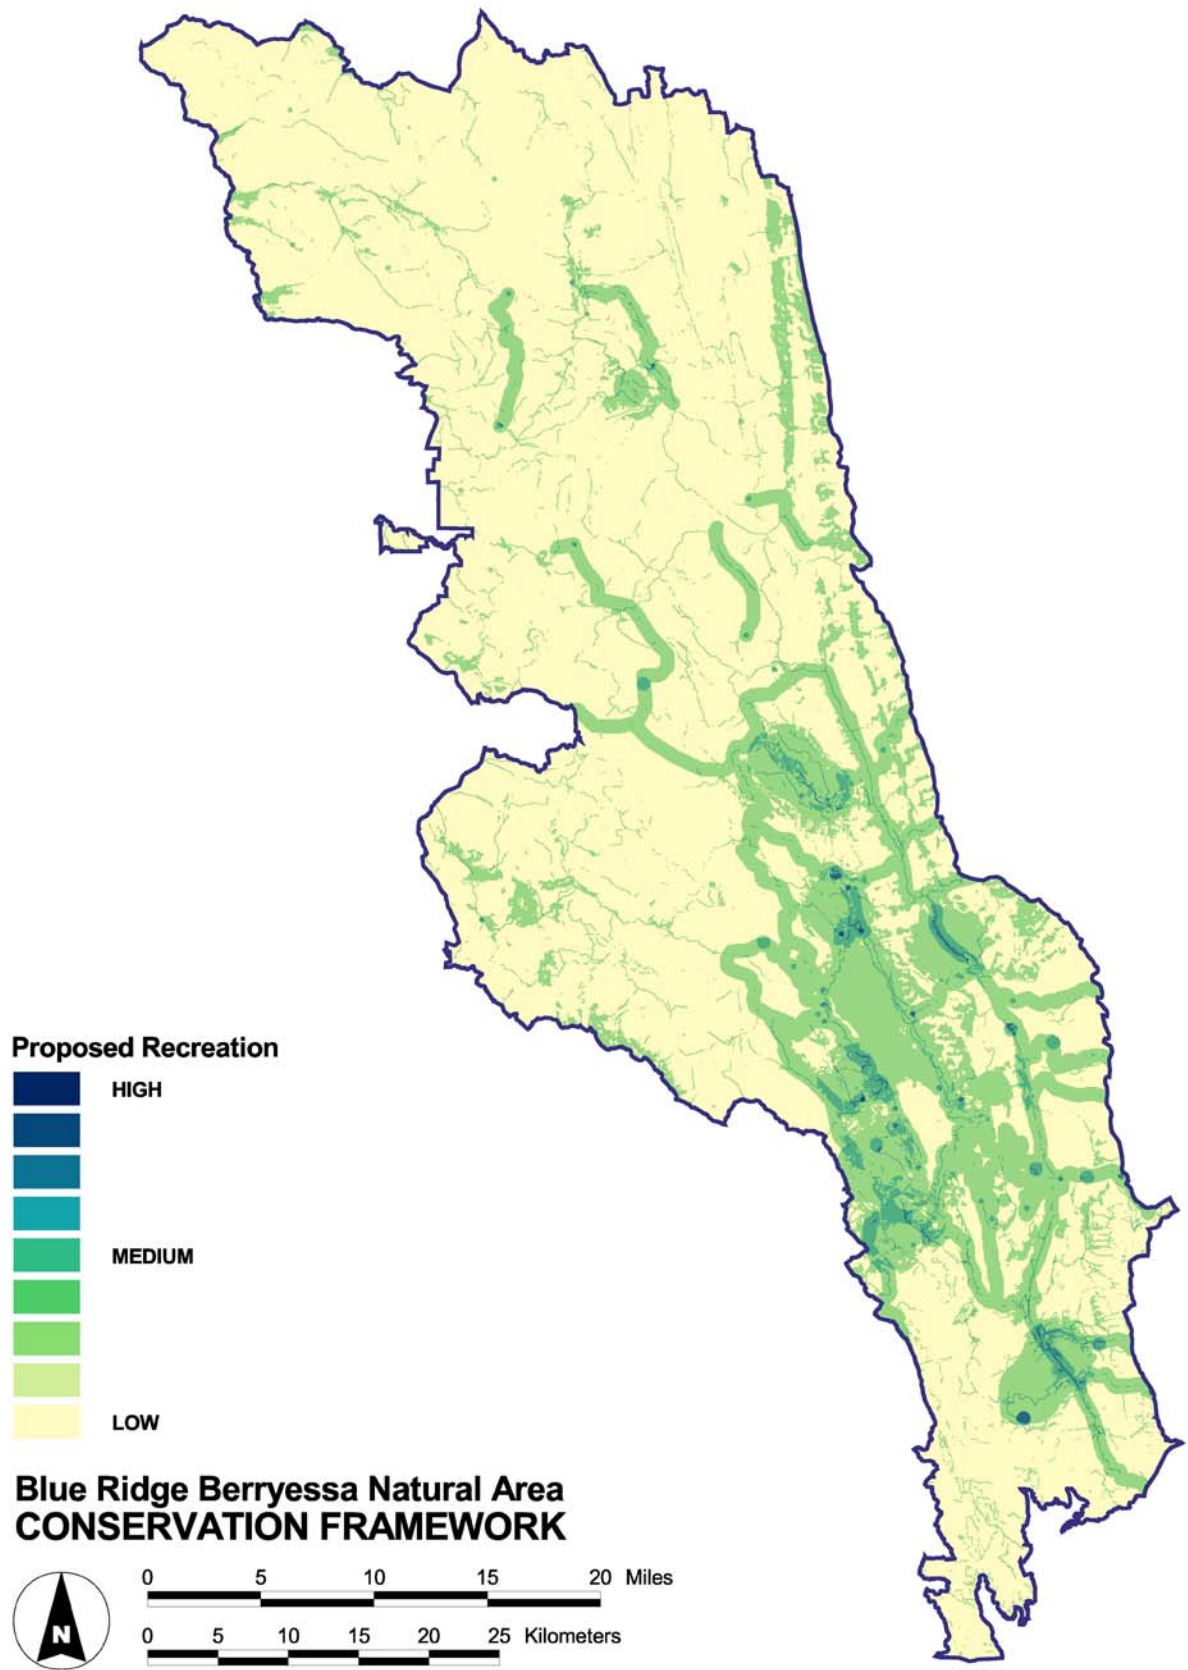 Proposed Recreation
HIGH
MEDIUM
LOW
Blue Ridge Berryessa Natural Area
CONSERVATION FRAMEWORK
N
0 5 10 15 20 Miles
0 5 10 15 20 25 Kilometers